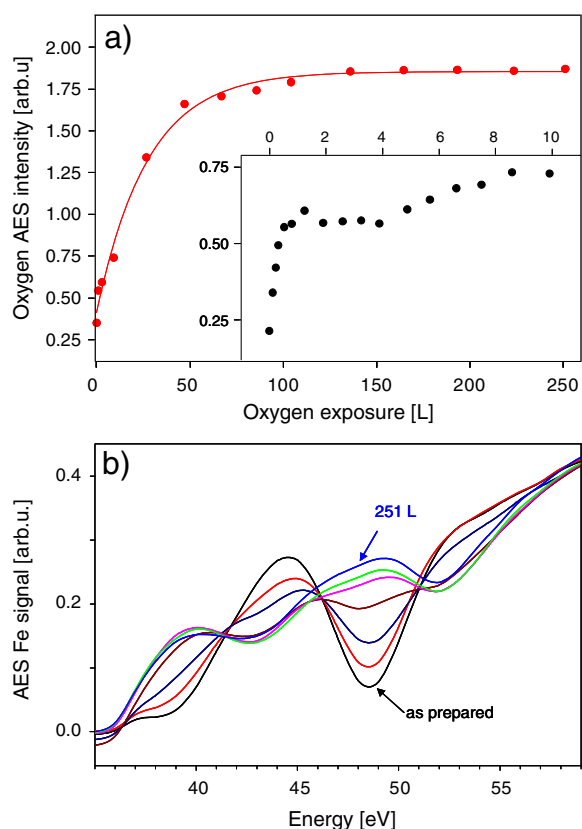 a)
Oxygen AES intensity [arb.u]
2.00
1.75
1.50
1.25
1.00
0.75
0.50
0.25
0 2 4 6 8 10
0.75
0.50
0.25
0 50 100 150 200 250
Oxygen exposure [L]
b)
AES Fe signal [arb.u.]
0.4
0.2
0.0
251 L
as prepared
40 45 50 55
Energy [eV]